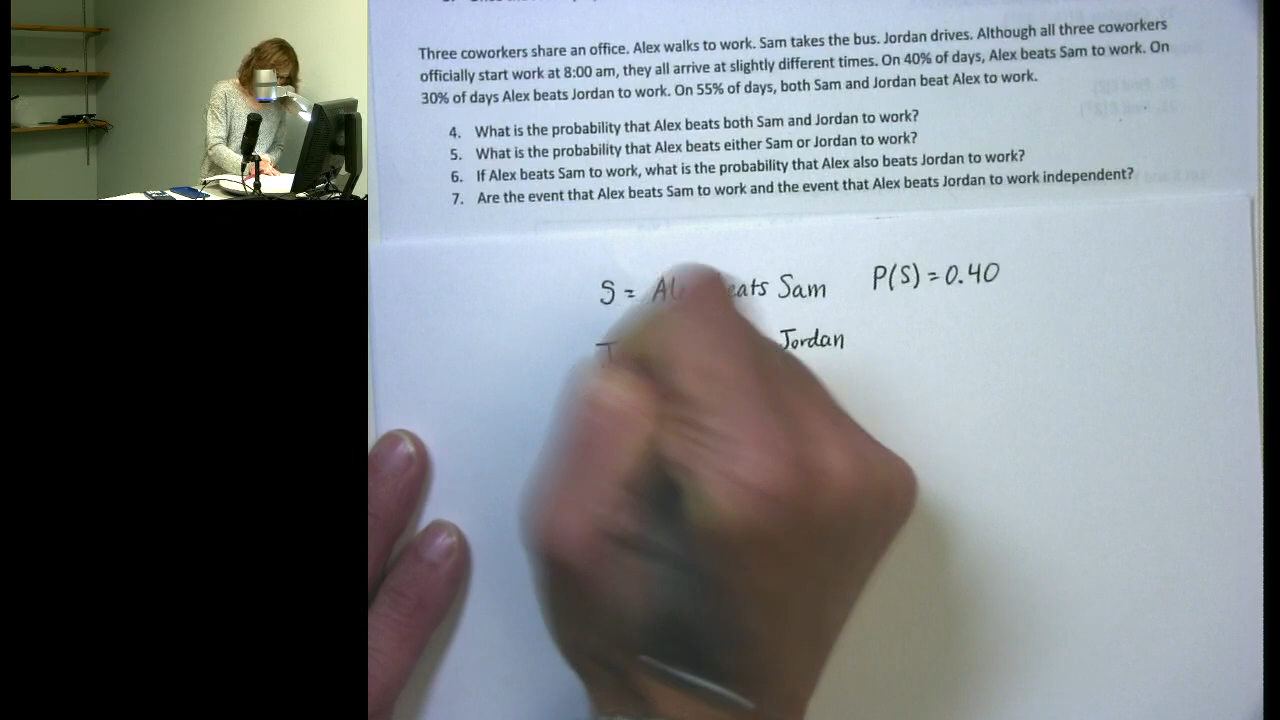 Three coworkers share an office. Alex walks to work. Sam takes the bus. Jordan drives. Although all three coworkers
officially start work at 8:00 am, they all arrive at slightly different times. On 40% of days, Alex beats Sam to work. On
30% of days Alex beats Jordan to work. On 55% of days, both Sam and Jordan beat Alex to work.
4. What is the probability that Alex beats both Sam and Jordan to work?
5. What is the probability that Alex beats either Sam or Jordan to work?
6. If Alex beats Sam to work, what is the probability that Alex also beats Jordan to work?
7. Are the event that Alex beats Sam to work and the event that Alex beats Jordan to work independent?
S = Sam P(S) = 0.40
Jordan